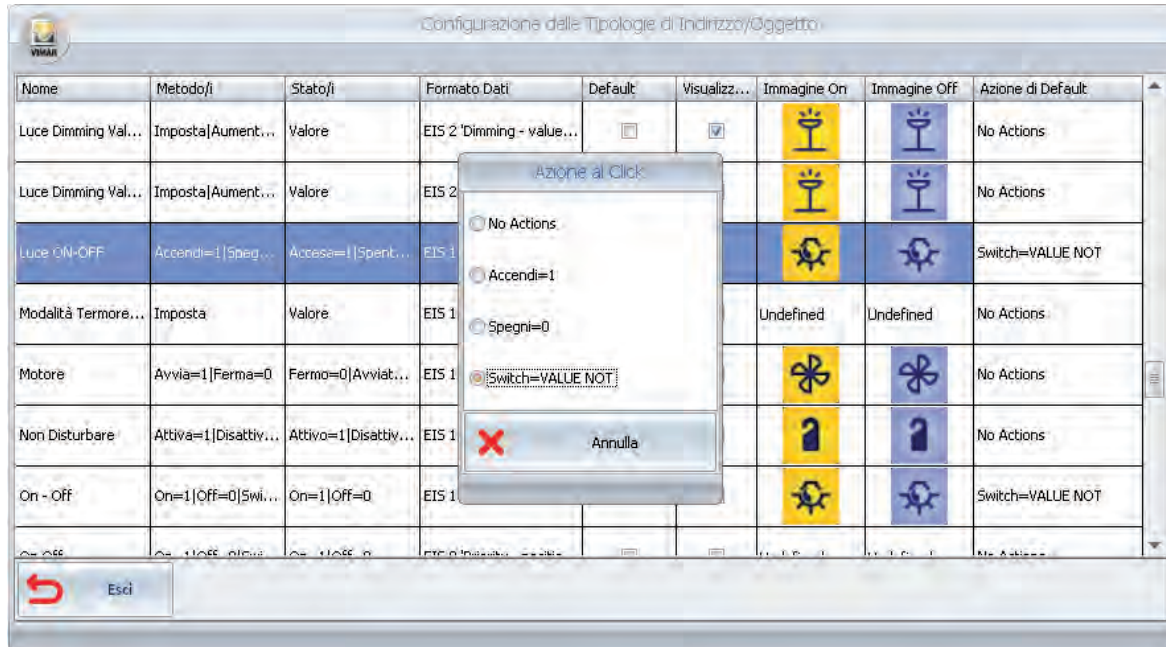 Configurazione delle Tipologie di Indirizzo/Oggetto
VIMAR
Nome Metodo/i Stato/i Formato Dati Default Visualizz... Immagine On Immagine Off Azione di Default
Luce Dimming Val... Imposta|Aument... Valore EIS 2 'Dimming - value... No Actions
Luce Dimming Val... Imposta|Aument... Valore EIS 2 No Actions
Luce ON-OFF Accendi=1|Speg... Accesa=1|Spent... EIS 1 Switch=VALUE NOT
Modalità Termore... Imposta Valore EIS 1 Undefined Undefined No Actions
Motore Avvia=1|Ferma=0 Fermo=0|Avviat... EIS 1 No Actions
Non Disturbare Attiva=1|Disattiv... Attivo=1|Disattiv... EIS 1 No Actions
On - Off On=1|Off=0|Swi... On=1|Off=0 EIS 1 Switch=VALUE NOT
Azione al Click
No Actions
Accendi=1
Spegni=0
Switch=VALUE NOT
Annulla
Esci